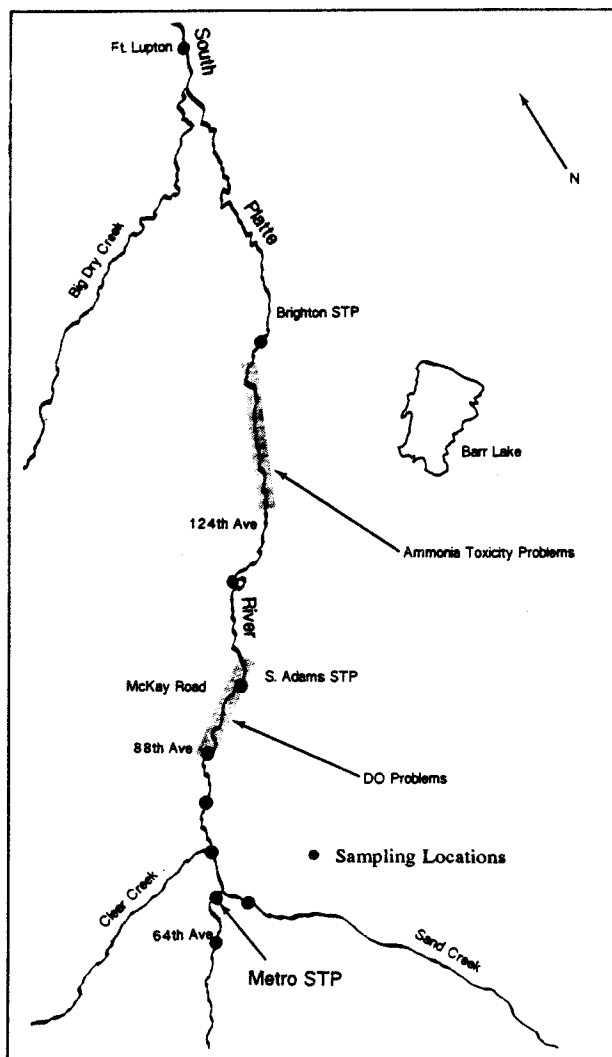 Ft. Lupton
South
N
Big Dry Creek
Platte
Brighton STP
Barr Lake
124th Ave
Ammonia Toxicity Problems
River
McKay Road
S. Adams STP
88th Ave
DO Problems
Sampling Locations
Clear Creek
64th Ave
Sand Creek
Metro STP